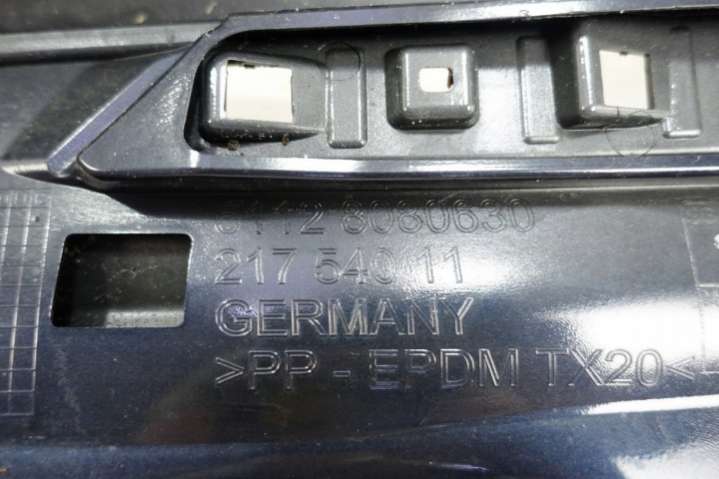 5112 8080630
217 540 11
GERMANY
>PP - EPDM TX20<